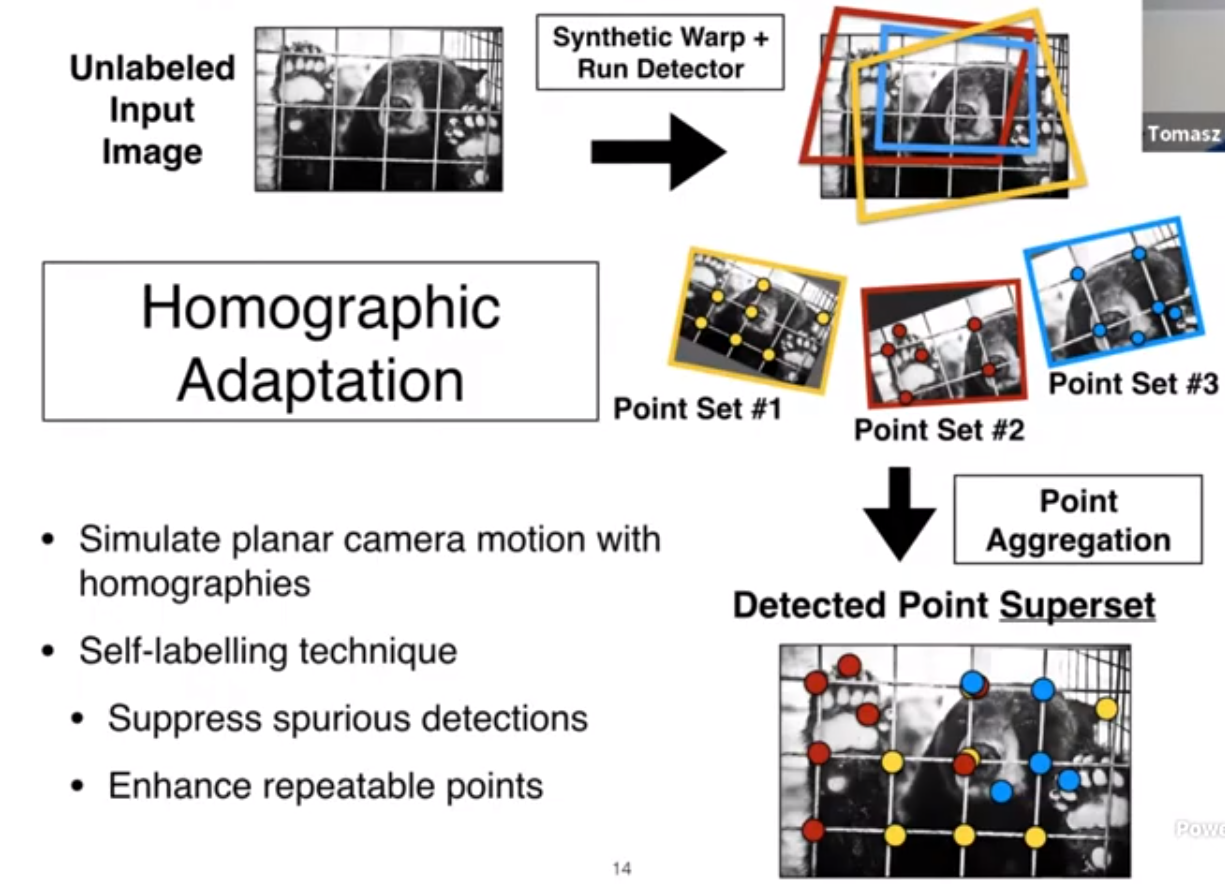 Unlabeled
Input
Image
Synthetic Warp +
Run Detector
Tomasz
Homographic
Adaptation
Point Set #1
Point Set #2
Point Set #3
Point
Aggregation
Detected Point Superset
• Simulate planar camera motion with
homographies
• Self-labelling technique
• Suppress spurious detections
• Enhance repeatable points
14